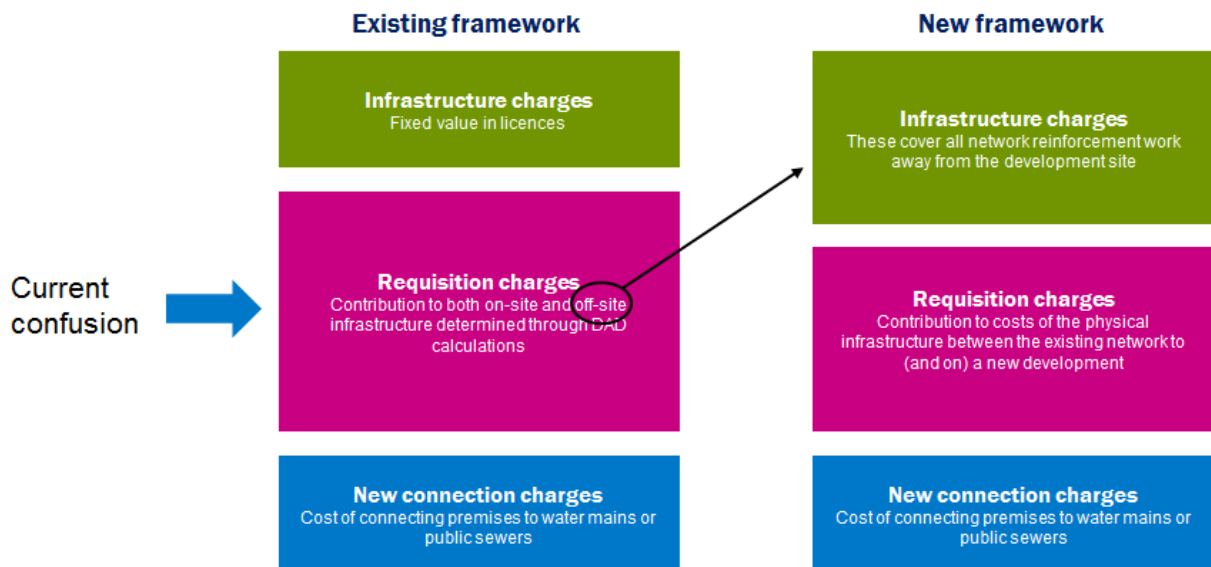 Existing framework
Infrastructure charges
Fixed value in licences
Current
confusion
Requisition charges
Contribution to both on-site and off-site
infrastructure determined through DAD
calculations
New connection charges
Cost of connecting premises to water mains or
public sewers
New framework
Infrastructure charges
These cover all network reinforcement work
away from the development site
Requisition charges
Contribution to costs of the physical
infrastructure between the existing network to
(and on) a new development
New connection charges
Cost of connecting premises to water mains or
public sewers